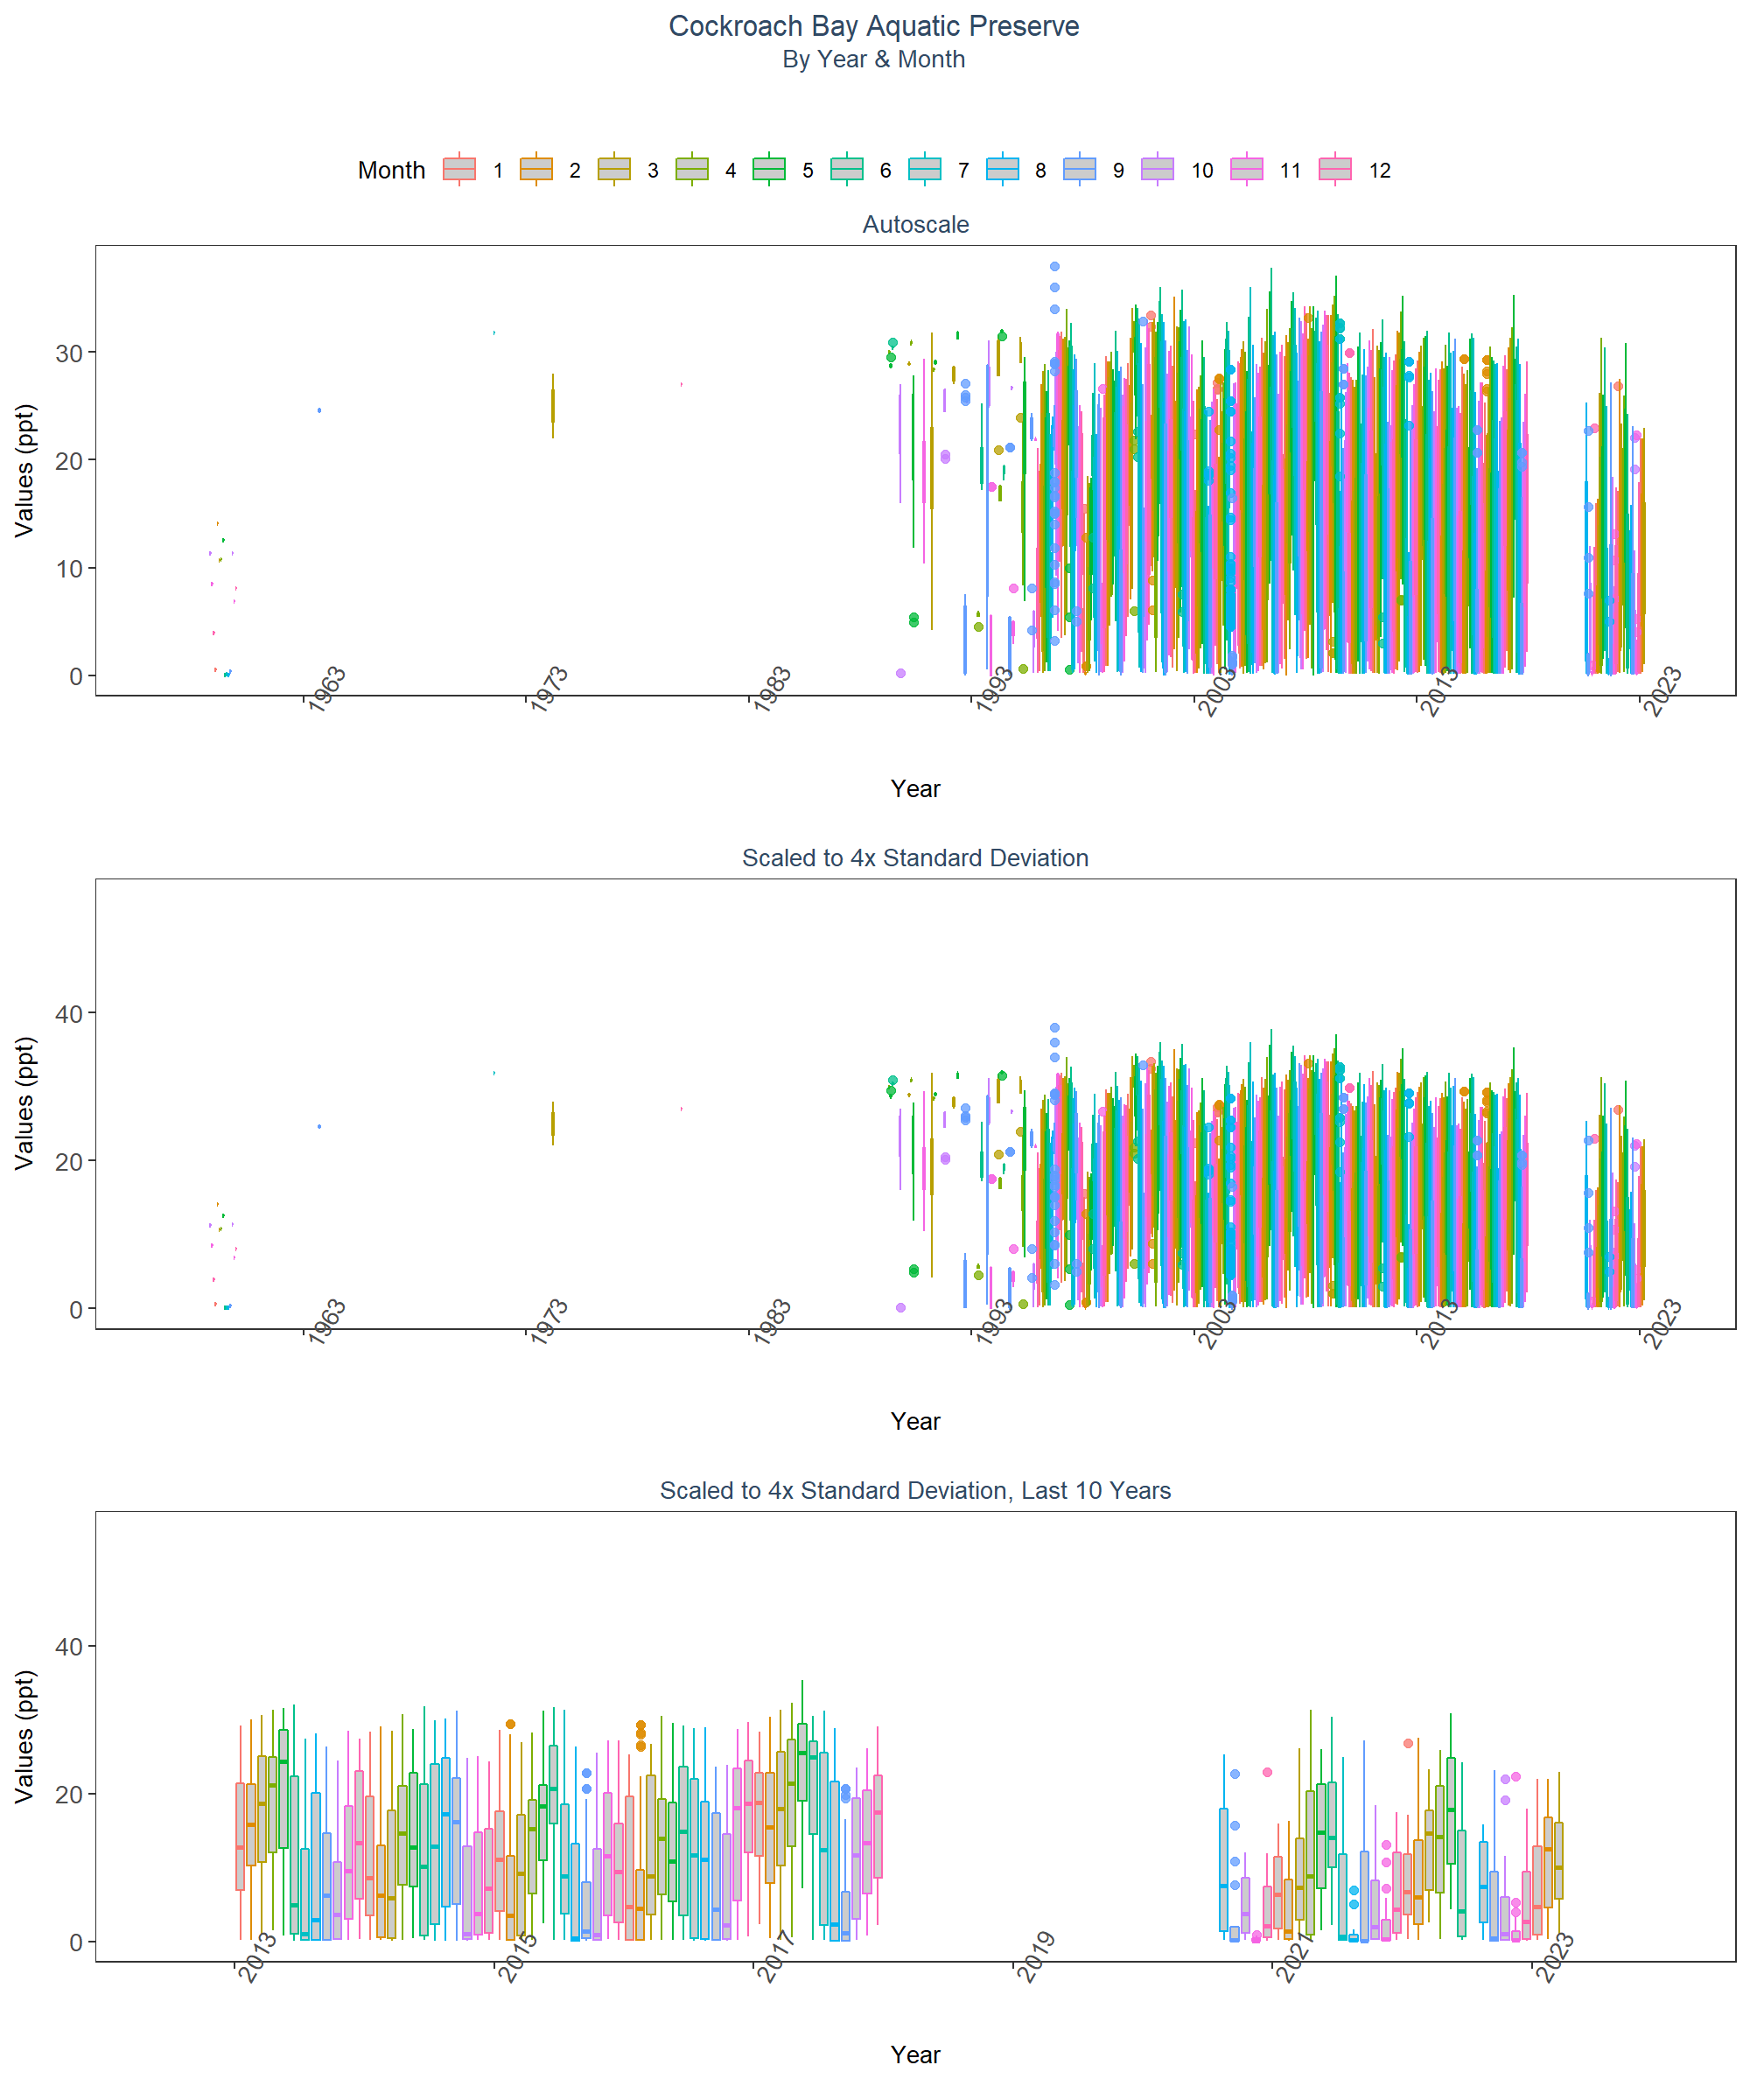 Cockroach Bay Aquatic Preserve
By Year & Month
Month 1 2 3 4 5 6 7 8 9 10 11 12
Autoscale
Values (ppt)
30
20
10
0
1963 1973 1983 1993 2003 2013 2023
Year
Scaled to 4x Standard Deviation
Values (ppt)
40
20
0
1963 1973 1983 1993 2003 2013 2023
Year
Scaled to 4x Standard Deviation, Last 10 Years
Values (ppt)
40
20
0
2013 2015 2017 2019 2021 2023
Year